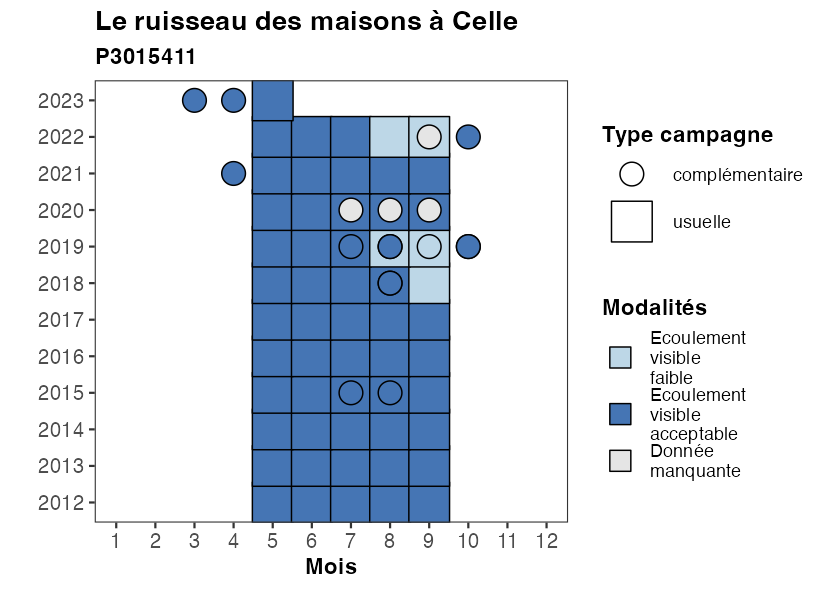 Le ruisseau des maisons à Celle
P3015411
2023
2022
2021
2020
2019
2018
2017
2016
2015
2014
2013
2012
1 2 3 4 5 6 7 8 9 10 11 12
Mois
Type campagne
complémentaire
usuelle
Modalités
Ecoulement
visible
faible
Ecoulement
visible
acceptable
Donnée
manquante